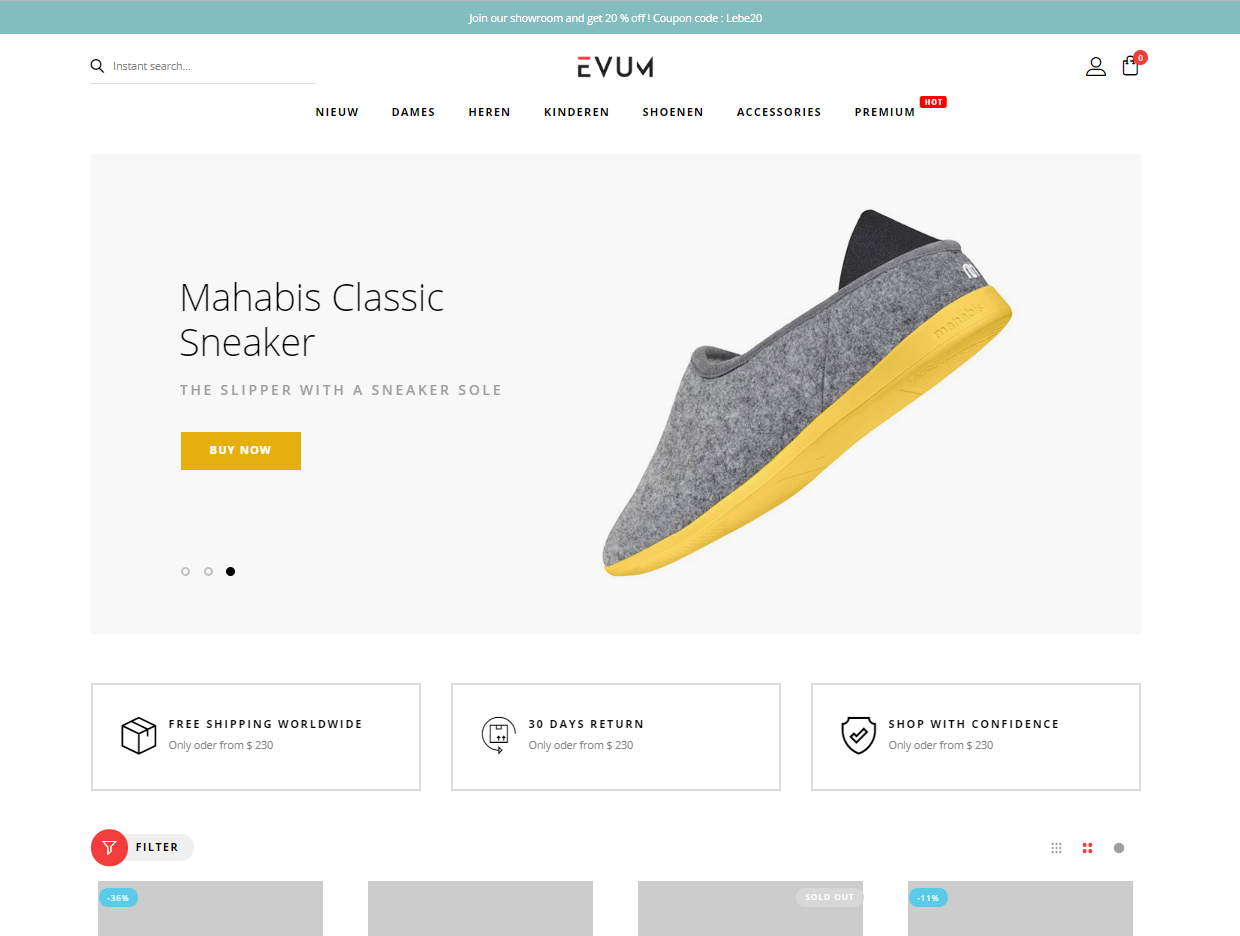 Join our showroom and get 20 % off ! Coupon code : Lebe20
Instant search...
EVUM
0
NIEUW DAMES HEREN KINDEREN SHOENEN ACCESSORIES PREMIUM HOT
Mahabis Classic
Sneaker
THE SLIPPER WITH A SNEAKER SOLE
BUY NOW
mahabis
FREE SHIPPING WORLDWIDE
Only oder from $ 230
30 DAYS RETURN
Only oder from $ 230
SHOP WITH CONFIDENCE
Only oder from $ 230
FILTER
-36%
SOLD OUT
-11%